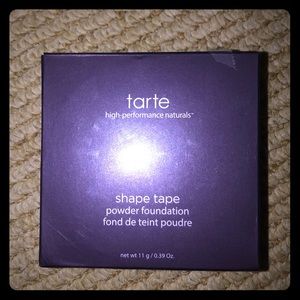 tarte
high-performance naturals™
shape tape
powder foundation
fond de teint poudre
net wt 11 g / 0.39 Oz.